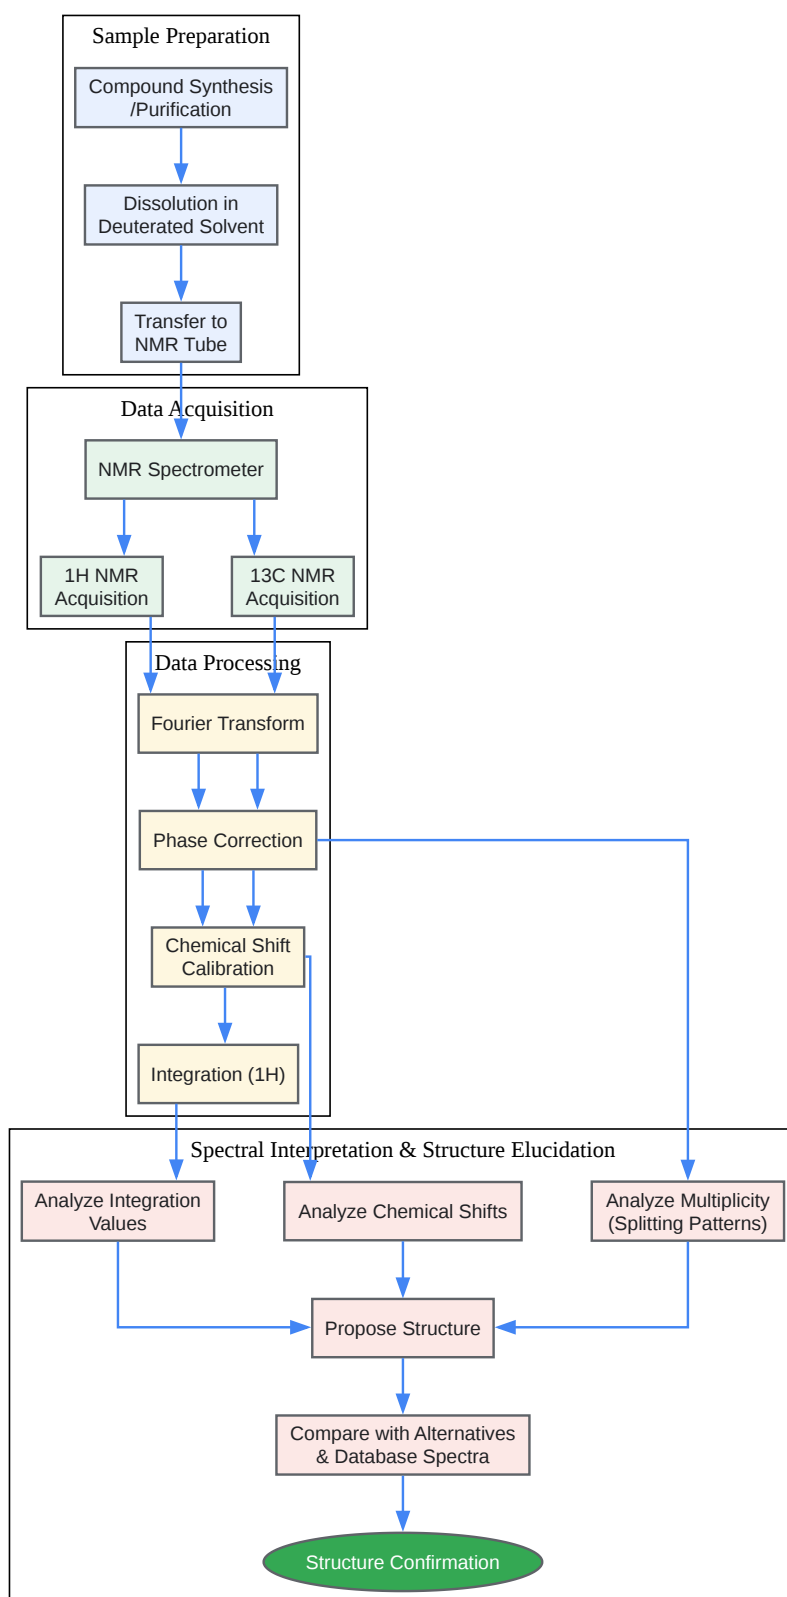 Sample Preparation
Compound Synthesis
/Purification
Dissolution in
Deuterated Solvent
Transfer to
NMR Tube
Data Acquisition
NMR Spectrometer
1H NMR
Acquisition
13C NMR
Acquisition
Data Processing
Fourier Transform
Phase Correction
Chemical Shift
Calibration
Integration (1H)
Spectral Interpretation & Structure Elucidation
Analyze Integration
Values
Analyze Chemical Shifts
Analyze Multiplicity
(Splitting Patterns)
Propose Structure
Compare with Alternatives
& Database Spectra
Structure Confirmation